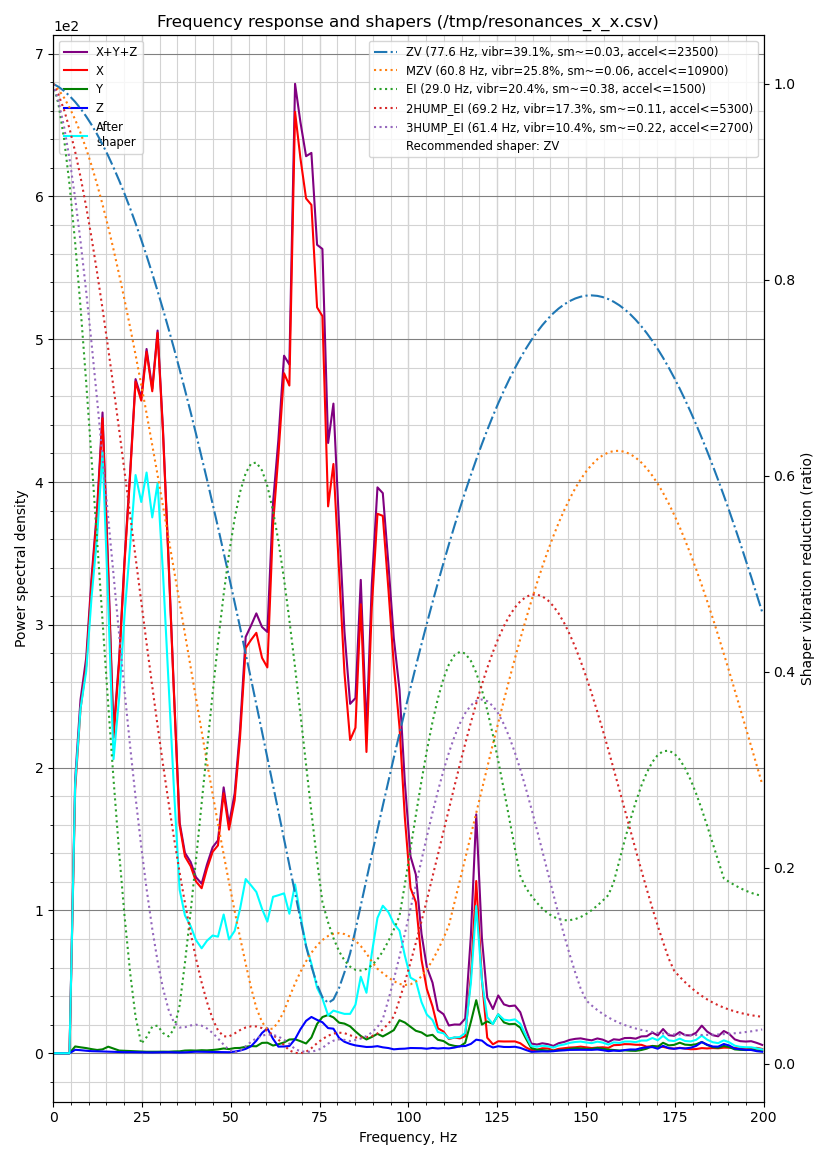 Frequency response and shapers (/tmp/resonances_x_x.csv)
1e2
X+Y+Z
X
Y
Z
After
shaper
ZV (77.6 Hz, vibr=39.1%, sm~=0.03, accel<=23500)
MZV (60.8 Hz, vibr=25.8%, sm~=0.06, accel<=10900)
EI (29.0 Hz, vibr=20.4%, sm~=0.38, accel<=1500)
2HUMP_EI (69.2 Hz, vibr=17.3%, sm~=0.11, accel<=5300)
3HUMP_EI (61.4 Hz, vibr=10.4%, sm~=0.22, accel<=2700)
Recommended shaper: ZV
7
6
5
4
3
2
1
0
Power spectral density
1.0
0.8
0.6
0.4
0.2
0.0
Shaper vibration reduction (ratio)
0 25 50 75 100 125 150 175 200
Frequency, Hz